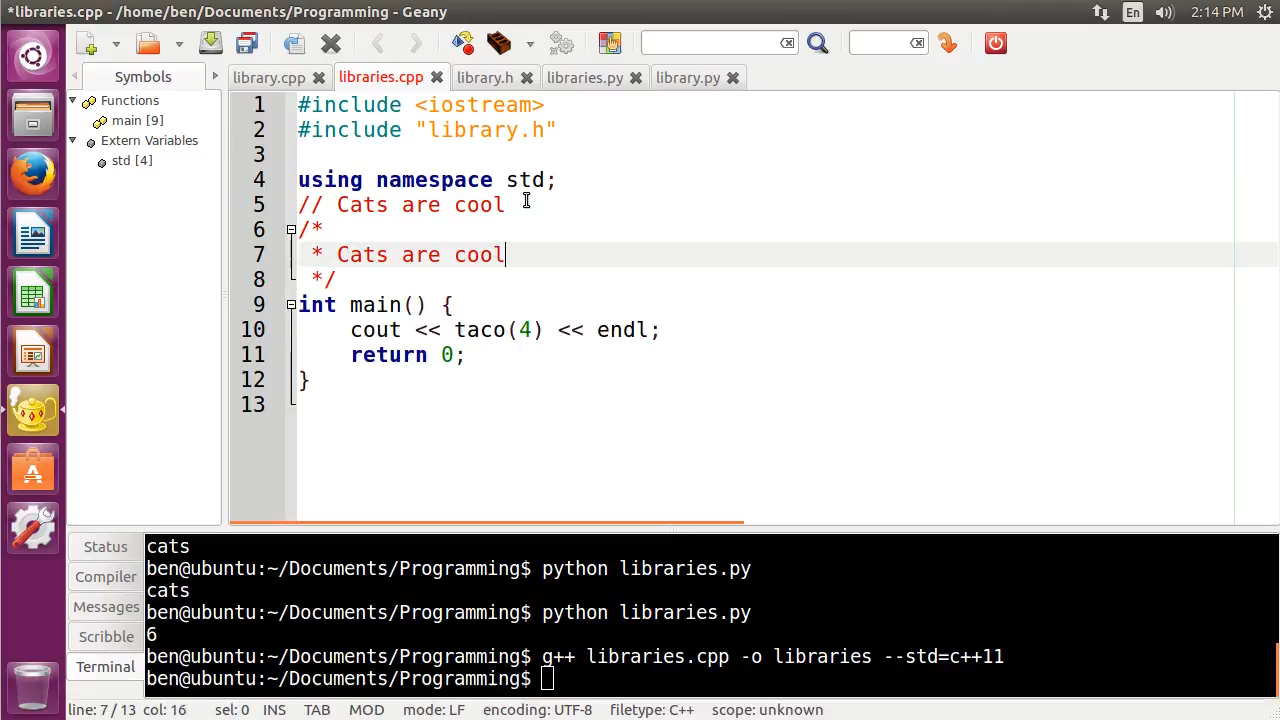 *libraries.cpp - /home/ben/Documents/Programming - Geany
En
2:14 PM
Symbols
library.cpp
libraries.cpp
library.h
libraries.py
library.py
Functions
main [9]
Extern Variables
std [4]
1 #include <iostream>
2 #include "library.h"
3
4 using namespace std;
5 // Cats are cool
6 /*
7 * Cats are cool
8 */
9 int main() {
10 cout << taco(4) << endl;
11 return 0;
12 }
13
Status
Compiler
Messages
Scribble
Terminal
cats
ben@ubuntu:~/Documents/Programming$ python libraries.py
cats
ben@ubuntu:~/Documents/Programming$ python libraries.py
6
ben@ubuntu:~/Documents/Programming$ g++ libraries.cpp -o libraries --std=c++11
ben@ubuntu:~/Documents/Programming$
line: 7 / 13 col: 16 sel: 0 INS TAB MOD mode: LF encoding: UTF-8 filetype: C++ scope: unknown